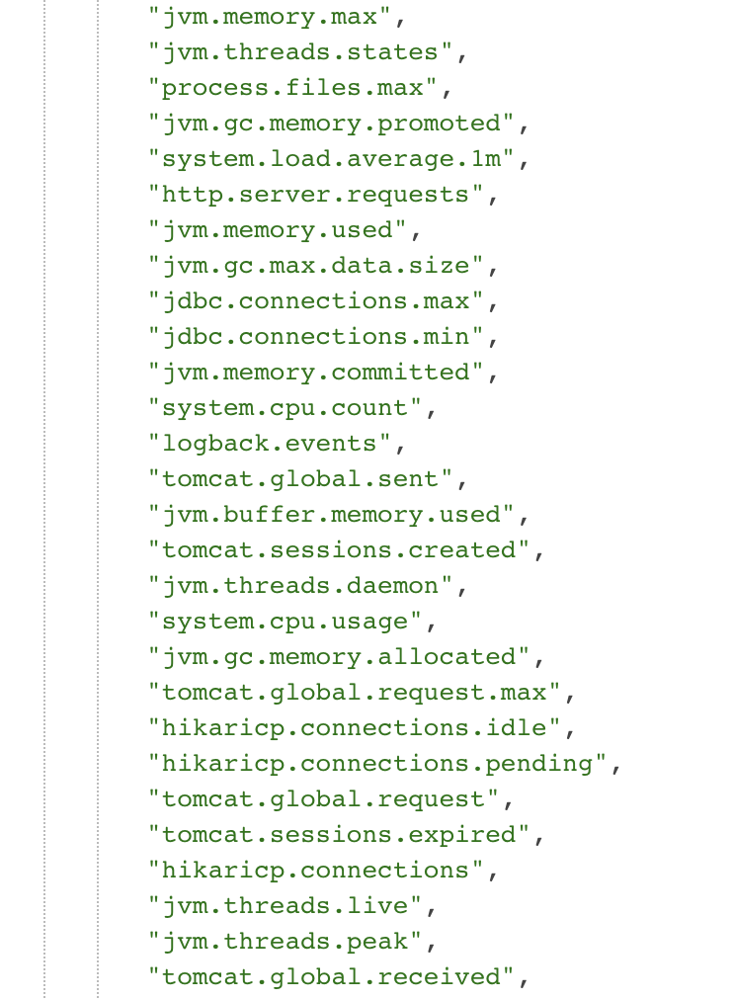 "jvm.memory.max",
"jvm.threads.states",
"process.files.max",
"jvm.gc.memory.promoted",
"system.load.average.1m",
"http.server.requests",
"jvm.memory.used",
"jvm.gc.max.data.size",
"jdbc.connections.max",
"jdbc.connections.min",
"jvm.memory.committed",
"system.cpu.count",
"logback.events",
"tomcat.global.sent",
"jvm.buffer.memory.used",
"tomcat.sessions.created",
"jvm.threads.daemon",
"system.cpu.usage",
"jvm.gc.memory.allocated",
"tomcat.global.request.max",
"hikaricp.connections.idle",
"hikaricp.connections.pending",
"tomcat.global.request",
"tomcat.sessions.expired",
"hikaricp.connections",
"jvm.threads.live",
"jvm.threads.peak",
"tomcat.global.received",